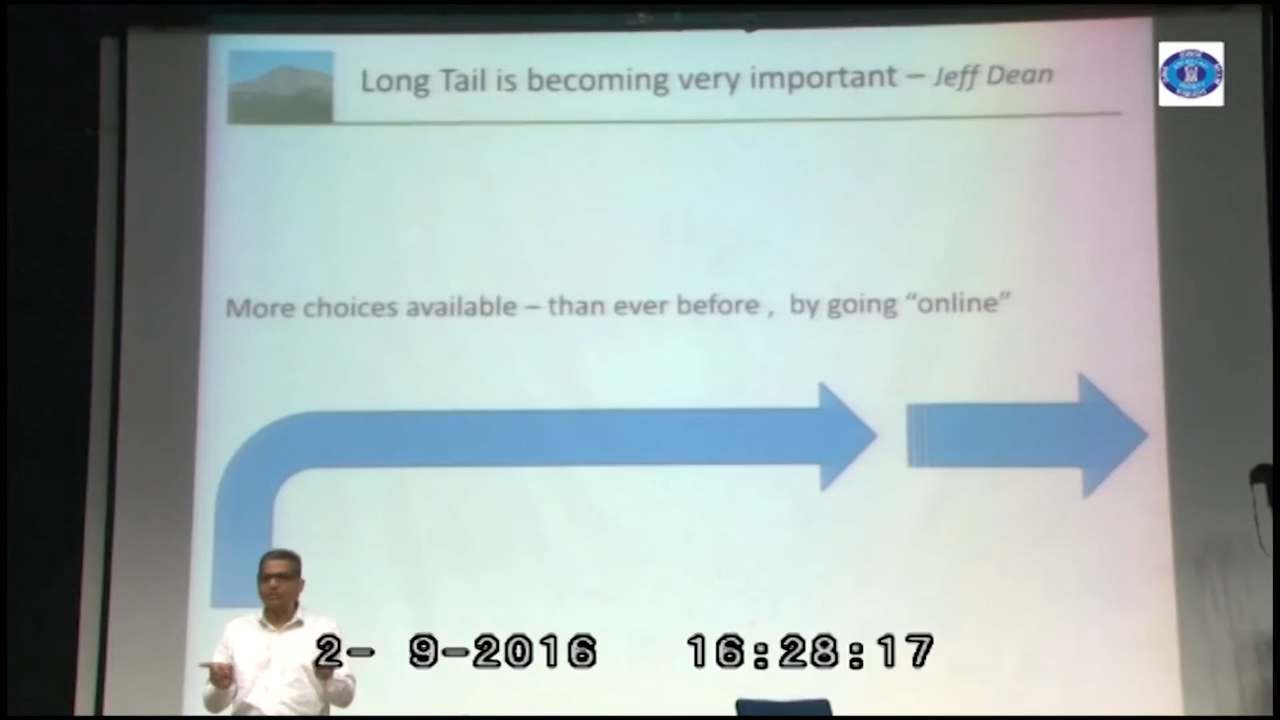 Long Tail is becoming very important – Jeff Dean
More choices available – than ever before , by going “online”
2- 9-2016 16:28:17